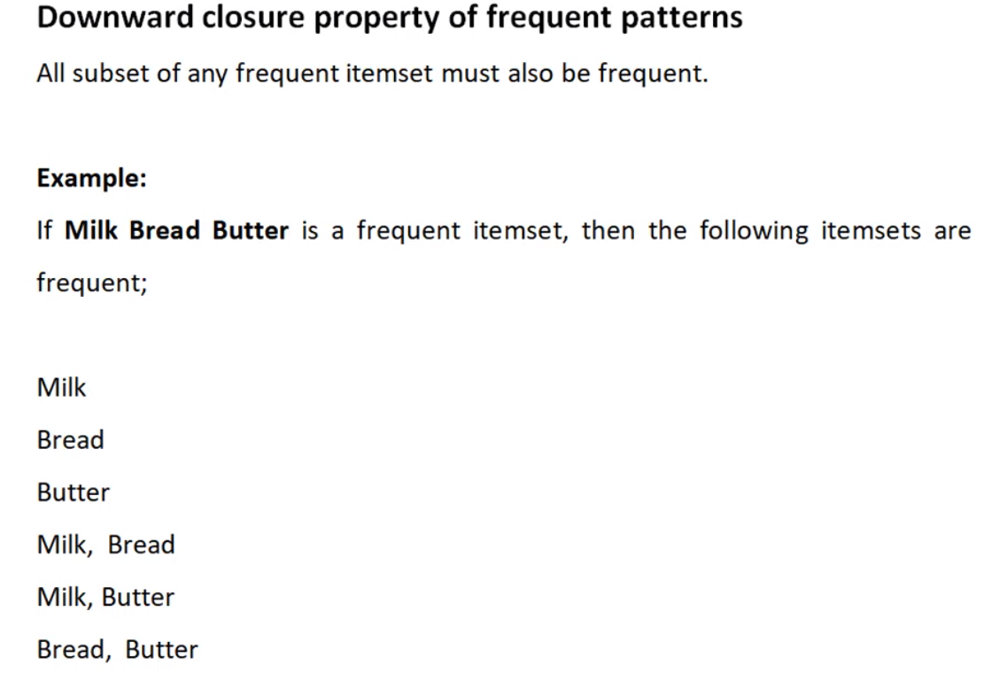 Downward closure property of frequent patterns
All subset of any frequent itemset must also be frequent.
Example:
If Milk Bread Butter is a frequent itemset, then the following itemsets are
frequent;
Milk
Bread
Butter
Milk, Bread
Milk, Butter
Bread, Butter